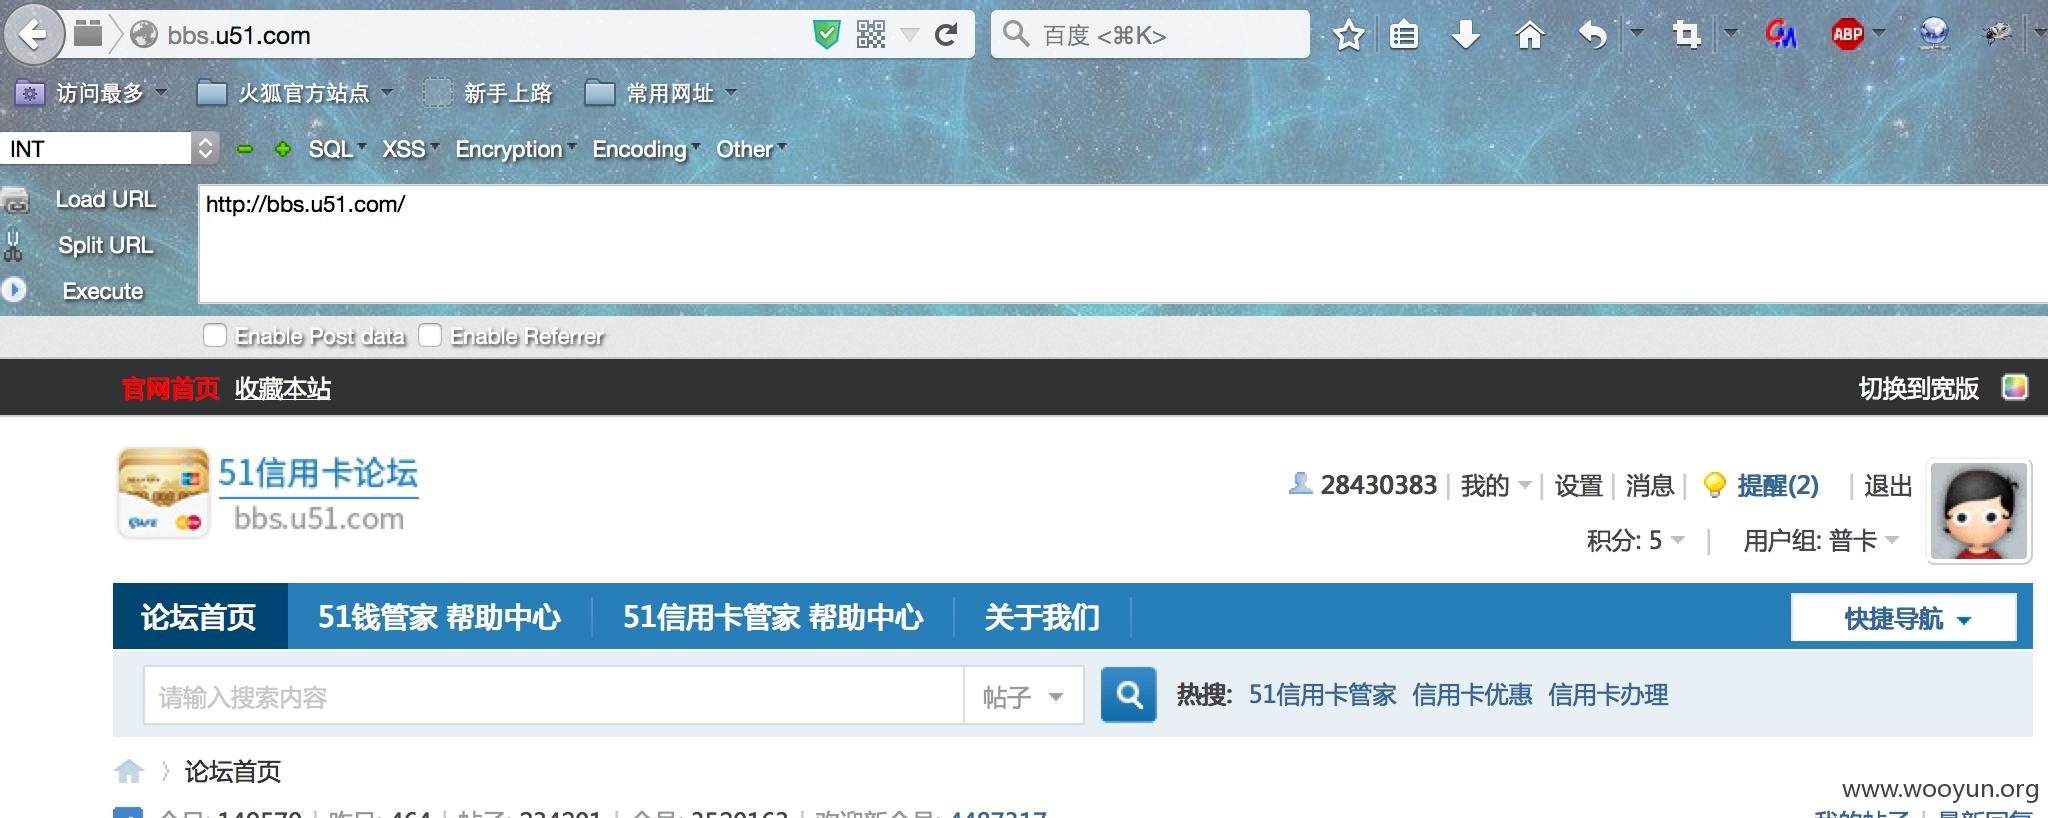 bbs.u51.com 百度 <⌘K> ABP
访问最多 火狐官方站点 新手上路 常用网址
INT SQL XSS Encryption Encoding Other
Load URL http://bbs.u51.com/
Split URL
Execute
Enable Post data Enable Referrer
官网首页 收藏本站 切换到宽版
51信用卡论坛
bbs.u51.com
28430383 我的 设置 消息 提醒(2) 退出
积分: 5 用户组: 普卡
论坛首页 51钱管家 帮助中心 51信用卡管家 帮助中心 关于我们 快捷导航
请输入搜索内容 帖子 热搜: 51信用卡管家 信用卡优惠 信用卡办理
论坛首页
www.wooyun.org